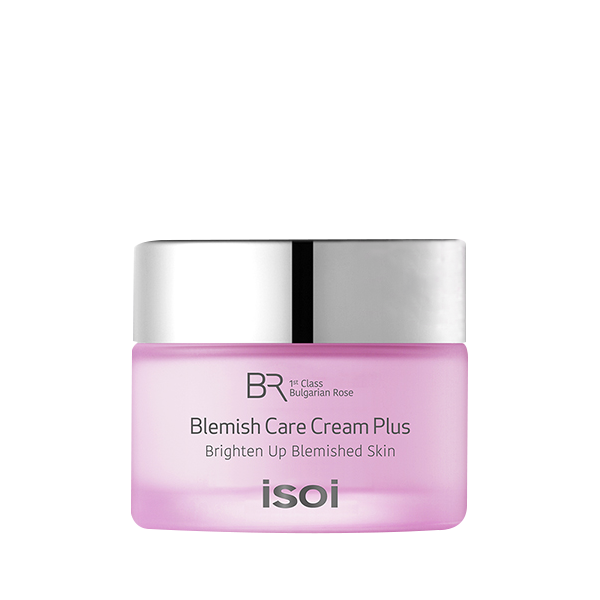 BR 1st Class
Bulgarian Rose
Blemish Care Cream Plus
Brighten Up Blemished Skin
isoi